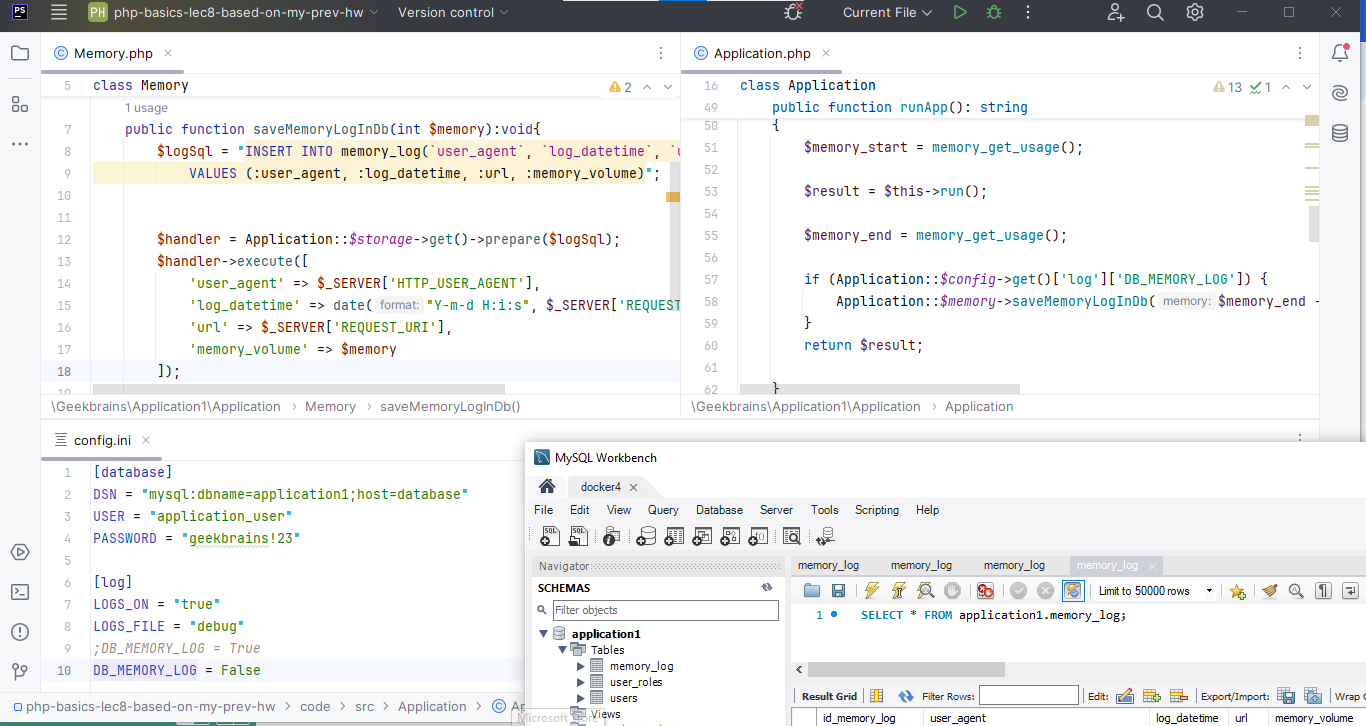 PS
PH php-basics-lec8-based-on-my-prev-hw Version control Current File
Memory.php
5 class Memory 2
1 usage
7 public function saveMemoryLogInDb(int $memory):void{
8 $logSql = "INSERT INTO memory_log(`user_agent`, `log_datetime`,
9 VALUES (:user_agent, :log_datetime, :url, :memory_volume)";
10
11
12 $handler = Application::$storage->get()->prepare($logSql);
13 $handler->execute([
14 'user_agent' => $_SERVER['HTTP_USER_AGENT'],
15 'log_datetime' => date( format: "Y-m-d H:i:s", $_SERVER['REQUEST
16 'url' => $_SERVER['REQUEST_URI'],
17 'memory_volume' => $memory
18 ]);
\Geekbrains\Application1\Application > Memory > saveMemoryLogInDb()
Application.php
16 class Application 13 1
49 public function runApp(): string
50 {
51 $memory_start = memory_get_usage();
52
53 $result = $this->run();
54
55 $memory_end = memory_get_usage();
56
57 if (Application::$config->get()['log']['DB_MEMORY_LOG']) {
58 Application::$memory->saveMemoryLogInDb( memory: $memory_end -
59 }
60 return $result;
61
62 }
\Geekbrains\Application1\Application > Application
config.ini
1 [database]
2 DSN = "mysql:dbname=application1;host=database"
3 USER = "application_user"
4 PASSWORD = "geekbrains!23"
5
6 [log]
7 LOGS_ON = "true"
8 LOGS_FILE = "debug"
9 ;DB_MEMORY_LOG = True
10 DB_MEMORY_LOG = False
php-basics-lec8-based-on-my-prev-hw > code > src > Application >
MySQL Workbench
docker4
File Edit View Query Database Server Tools Scripting Help
Navigator
SCHEMAS
Filter objects
application1
Tables
memory_log
user_roles
users
Views
Microsoft Store
memory_log memory_log memory_log memory_log
Limit to 50000 rows
1 SELECT * FROM application1.memory_log;
Result Grid Filter Rows: Edit: Export/Import: Wrap
id_memory_log user_agent log_datetime url memory_volume